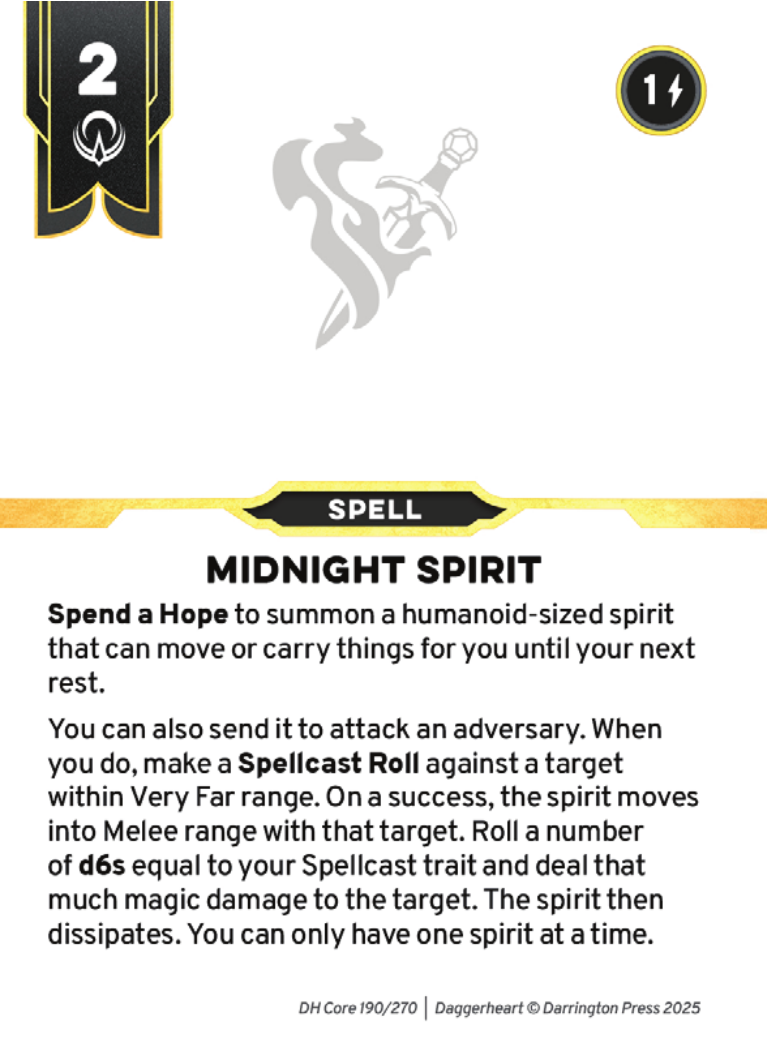 2
1
SPELL
MIDNIGHT SPIRIT
Spend a Hope to summon a humanoid-sized spirit
that can move or carry things for you until your next
rest.
You can also send it to attack an adversary. When
you do, make a Spellcast Roll against a target
within Very Far range. On a success, the spirit moves
into Melee range with that target. Roll a number
of d6s equal to your Spellcast trait and deal that
much magic damage to the target. The spirit then
dissipates. You can only have one spirit at a time.
DH Core 190/270 | Daggerheart © Darrington Press 2025